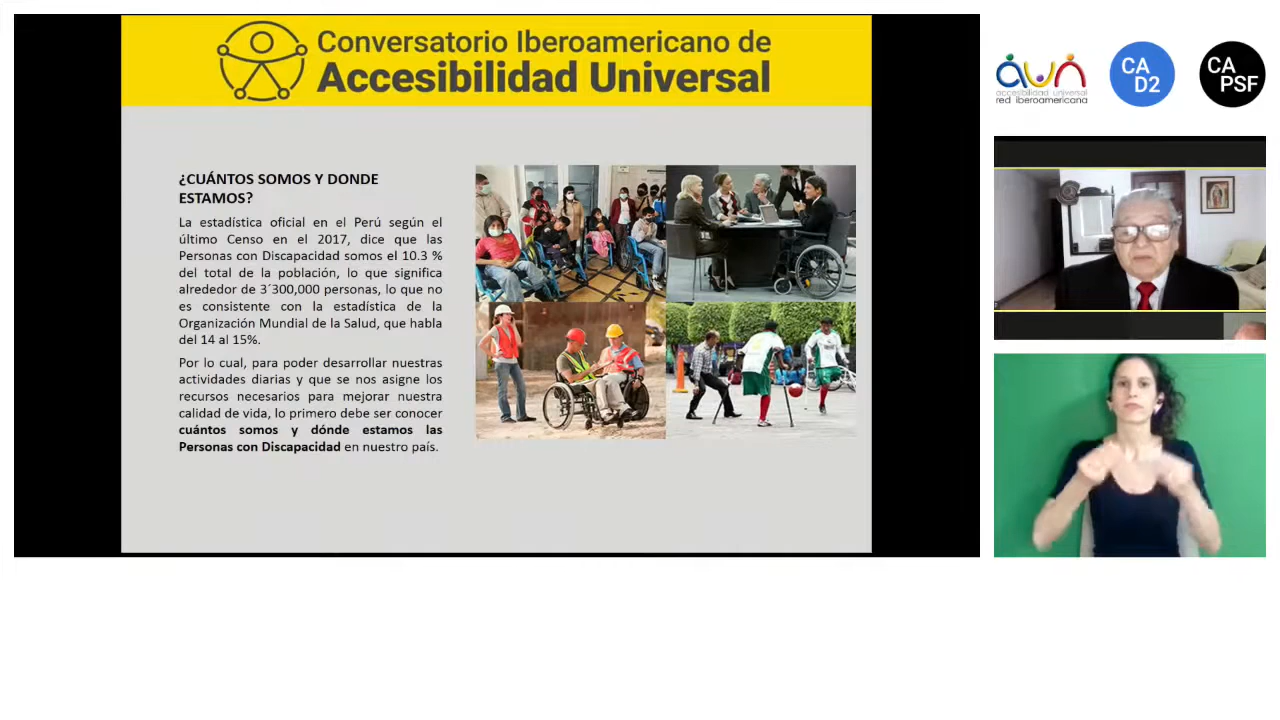 Conversatorio Iberoamericano de
Accesibilidad Universal
¿CUÁNTOS SOMOS Y DONDE
ESTAMOS?
La estadística oficial en el Perú según el
último Censo en el 2017, dice que las
Personas con Discapacidad somos el 10.3 %
del total de la población, lo que significa
alrededor de 3´300,000 personas, lo que no
es consistente con la estadística de la
Organización Mundial de la Salud, que habla
del 14 al 15%.
Por lo cual, para poder desarrollar nuestras
actividades diarias y que se nos asigne los
recursos necesarios para mejorar nuestra
calidad de vida, lo primero debe ser conocer
cuántos somos y dónde estamos las
Personas con Discapacidad en nuestro país.
accesibilidad universal
red iberoamericana
CA
D2
CA
PSF